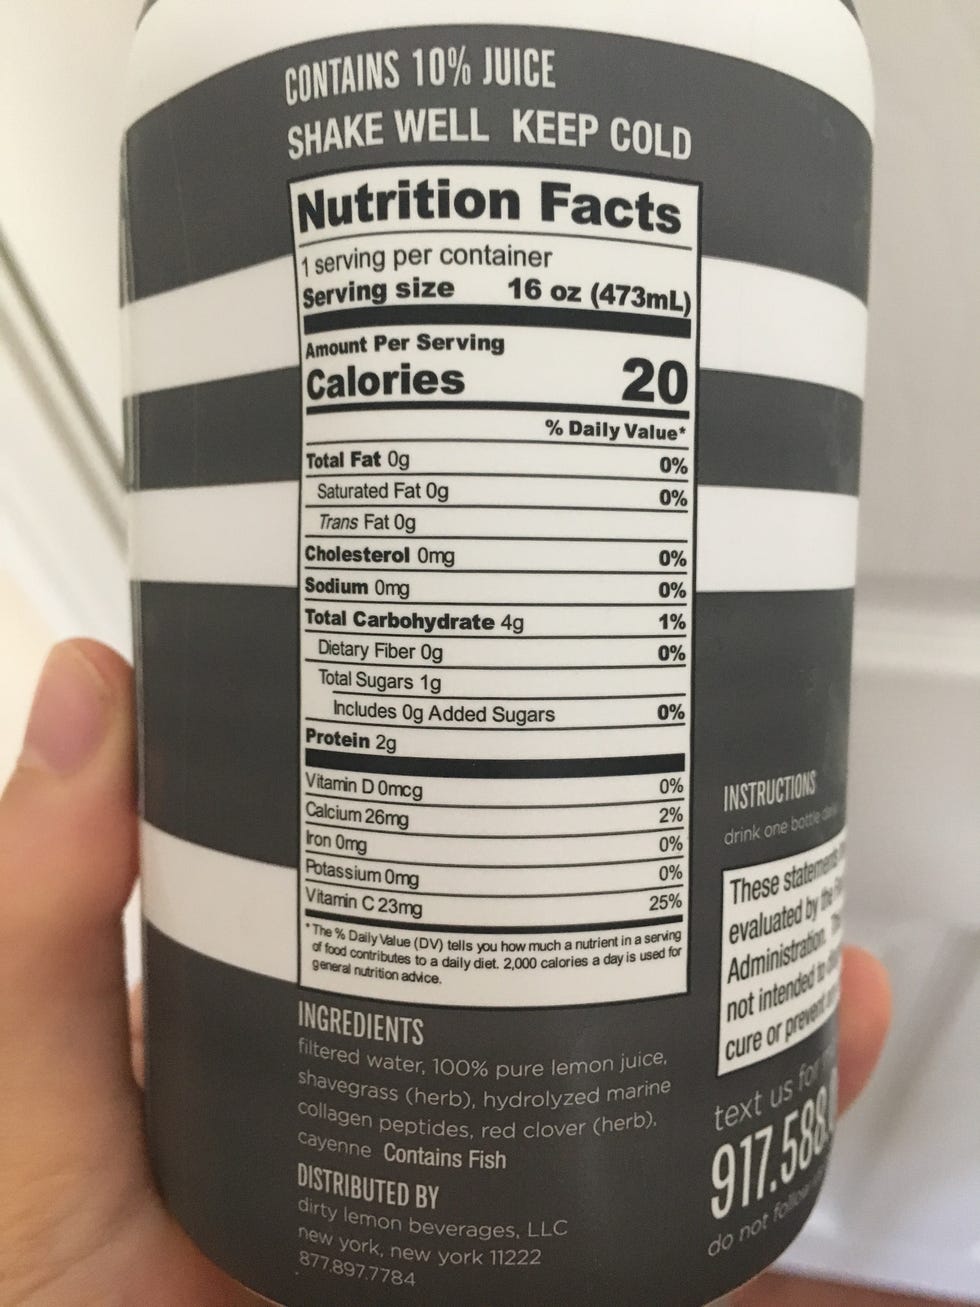 CONTAINS 10% JUICE
SHAKE WELL KEEP COLD
Nutrition Facts
1 serving per container
Serving size 16 oz (473mL)
Amount Per Serving
Calories 20
% Daily Value*
Total Fat 0g 0%
Saturated Fat 0g 0%
Trans Fat 0g
Cholesterol 0mg 0%
Sodium 0mg 0%
Total Carbohydrate 4g 1%
Dietary Fiber 0g 0%
Total Sugars 1g
Includes 0g Added Sugars 0%
Protein 2g
Vitamin D 0mcg 0%
Calcium 26mg 2%
Iron 0mg 0%
Potassium 0mg 0%
Vitamin C 23mg 25%
*The % Daily Value (DV) tells you how much a nutrient in a serving
of food contributes to a daily diet. 2,000 calories a day is used for
general nutrition advice.
INGREDIENTS
filtered water, 100% pure lemon juice,
shavegrass (herb), hydrolyzed marine
collagen peptides, red clover (herb),
cayenne Contains Fish
DISTRIBUTED BY
dirty lemon beverages, LLC
new york, new york 11222
877.897.7784
INSTRUCTIONS
drink one bottle
These statements
evaluated by the
Administration.
not intended to
cure or prevent
text us for
917.588
do not